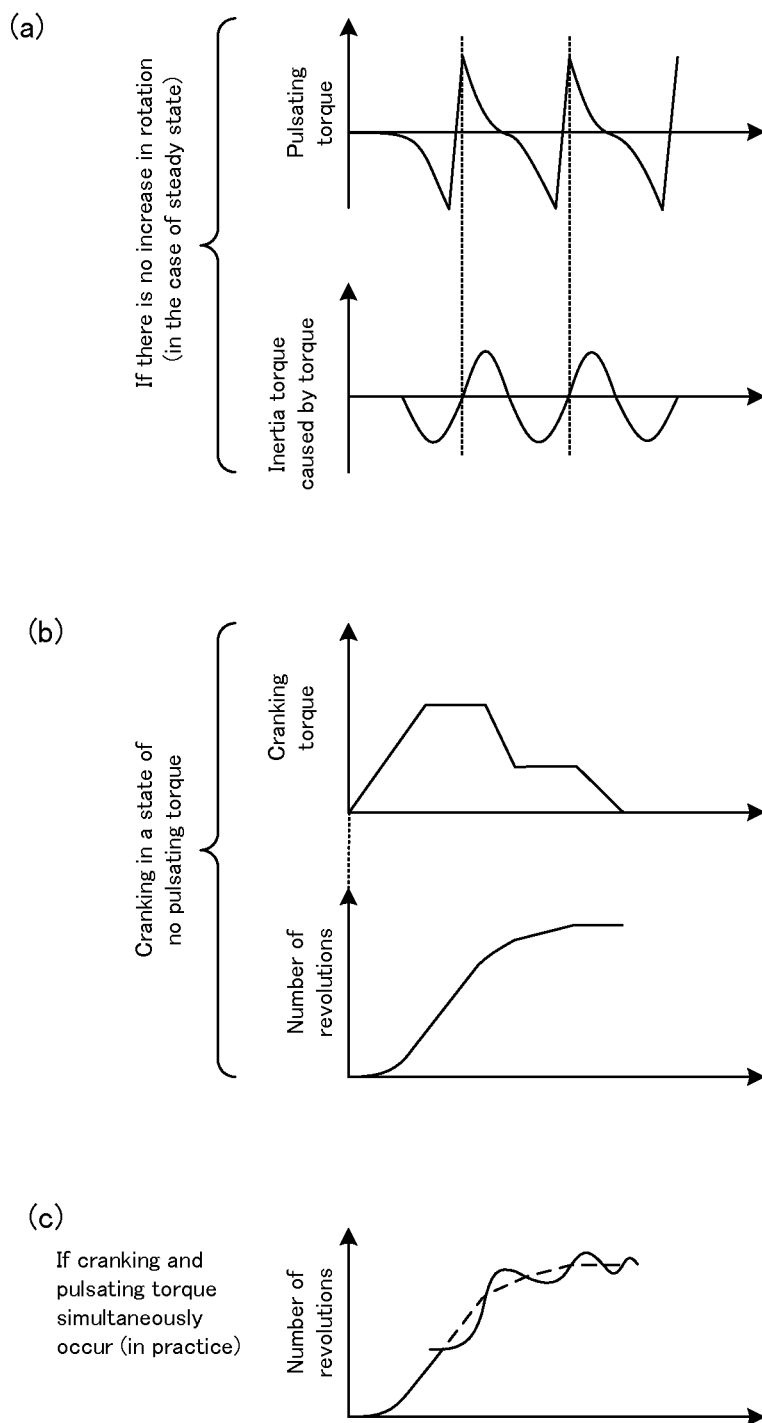 (a)
If there is no increase in rotation
(in the case of steady state)
Pulsating
torque
Inertia torque
caused by torque
(b)
Cranking in a state of
no pulsating torque
Cranking
torque
Number of
revolutions
(c)
If cranking and
pulsating torque
simultaneously
occur (in practice)
Number of
revolutions